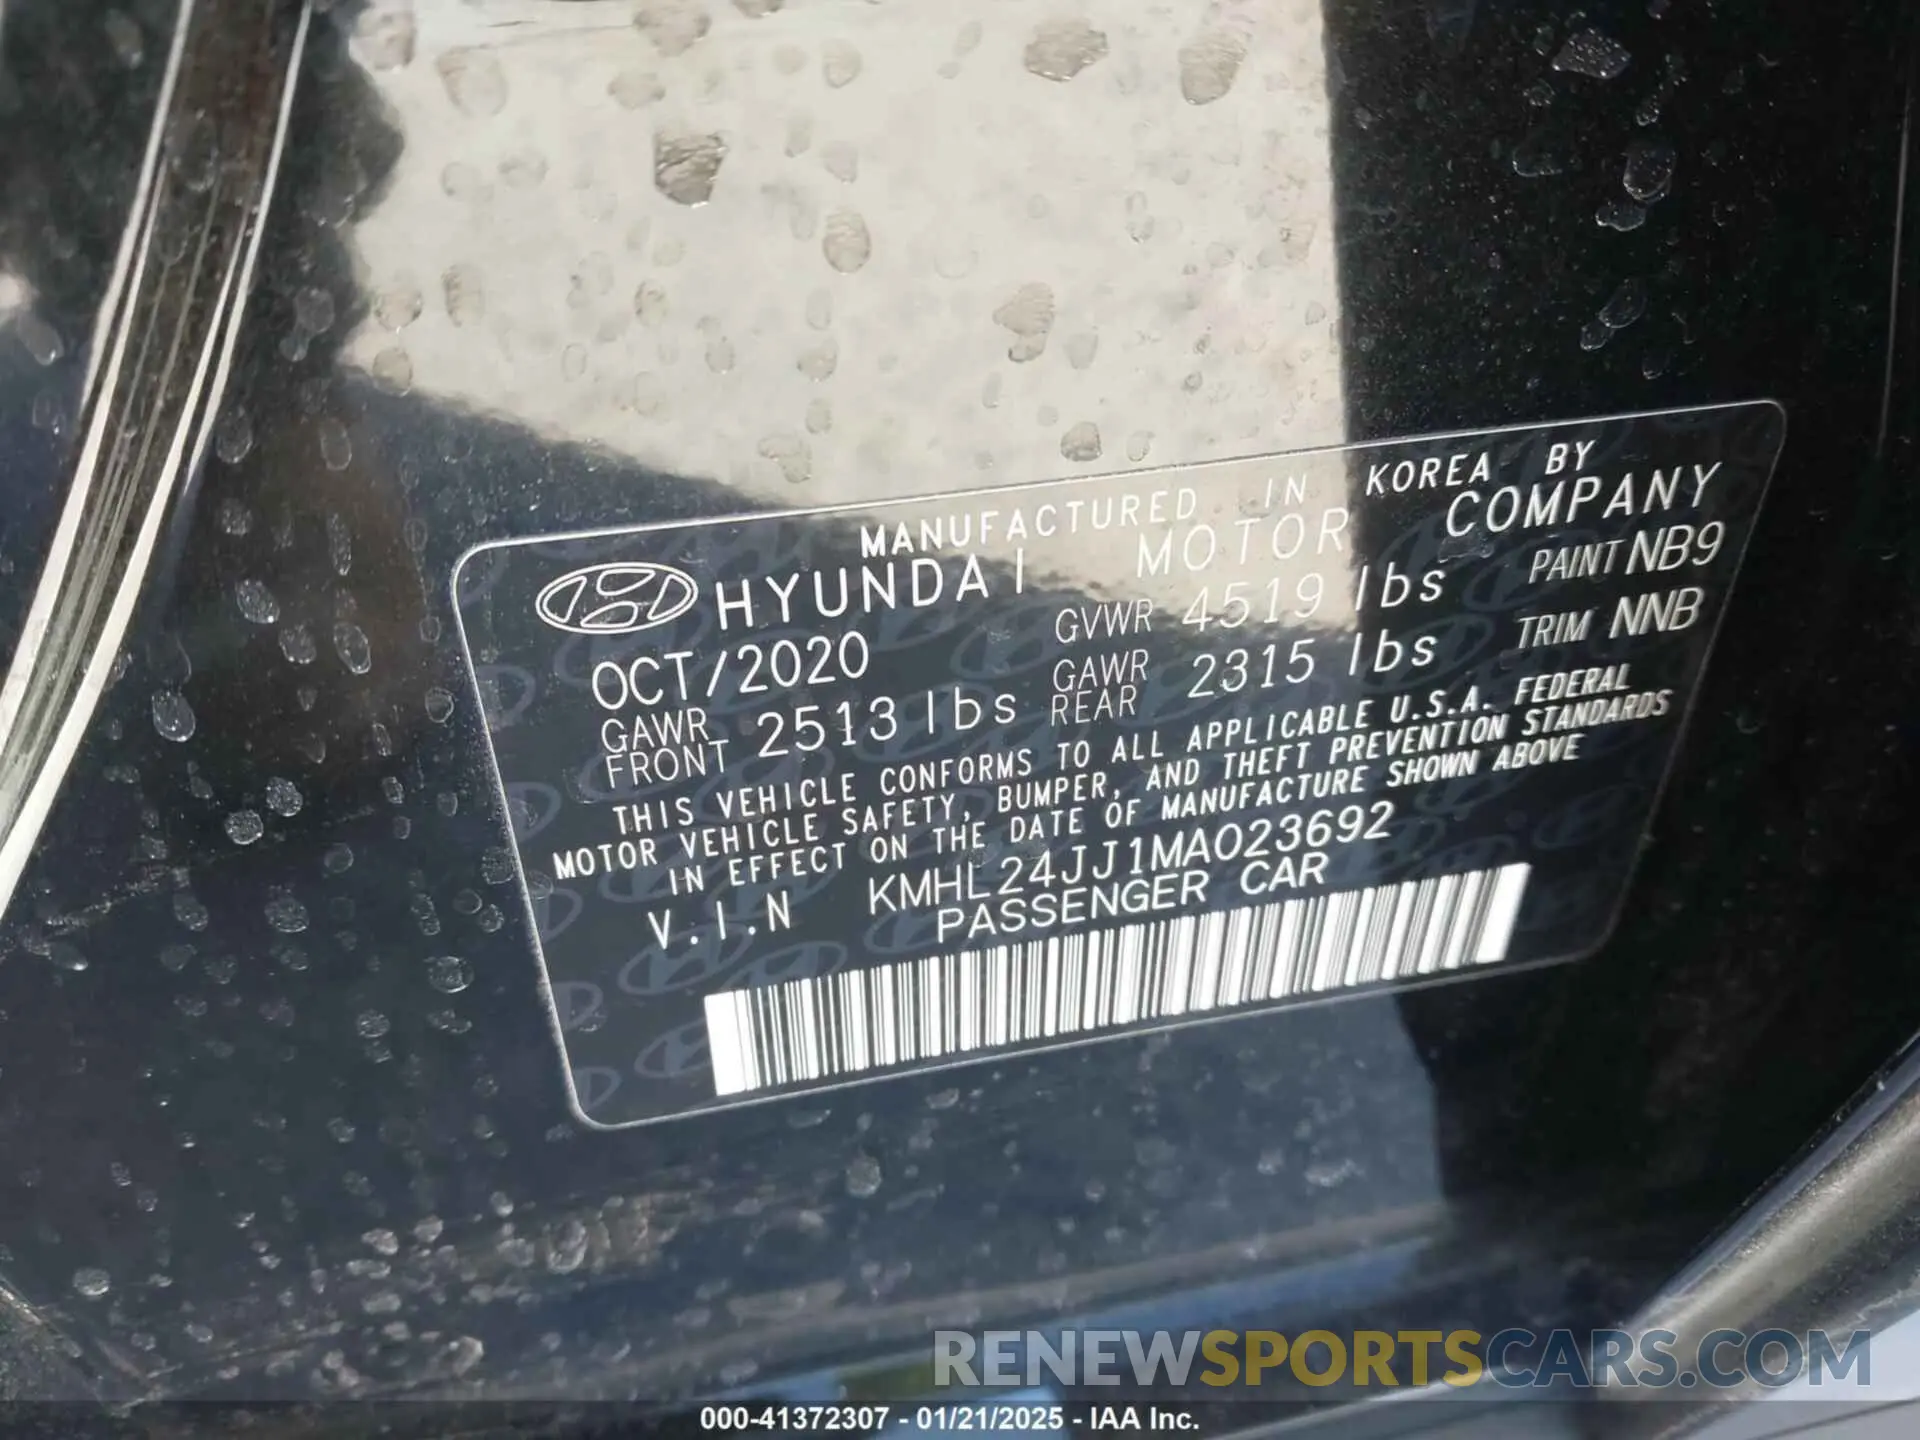 MANUFACTURED IN KOREA BY
HYUNDAI MOTOR COMPANY
OCT/2020 GVWR 4519 lbs PAINT NB9
GAWR FRONT 2513 lbs GAWR REAR 2315 lbs TRIM NNB
THIS VEHICLE CONFORMS TO ALL APPLICABLE U.S.A. FEDERAL
MOTOR VEHICLE SAFETY, BUMPER, AND THEFT PREVENTION STANDARDS
IN EFFECT ON THE DATE OF MANUFACTURE SHOWN ABOVE
V.I.N KMHL24JJ1MA023692
PASSENGER CAR
RENEWSPORTSCARS.COM
000-41372307 - 01/21/2025 - IAA Inc.